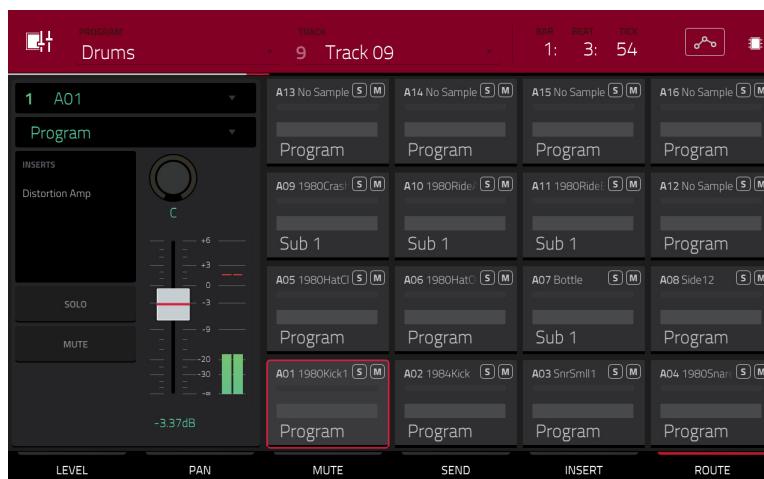 PROGRAM
Drums
TRACK
9 Track 09
BAR BEAT TICK
1: 3: 54
1 A01
Program
INSERTS
Distortion Amp
C
+6
+3
0
-3
-9
-20
-30
-∞
-3.37dB
SOLO
MUTE
A13 No Sample S M
Program
A14 No Sample S M
Program
A15 No Sample S M
Program
A16 No Sample S M
Program
A09 1980Cras S M
Sub 1
A10 1980Ride S M
Sub 1
A11 1980Ride S M
Sub 1
A12 No Sample S M
Program
A05 1980HatCl S M
Program
A06 1980HatC S M
Program
A07 Bottle S M
Sub 1
A08 Side12 S M
Program
A01 1980Kick1 S M
Program
A02 1984Kick S M
Program
A03 SnrSmll1 S M
Program
A04 1980Snar S M
Program
LEVEL PAN MUTE SEND INSERT ROUTE